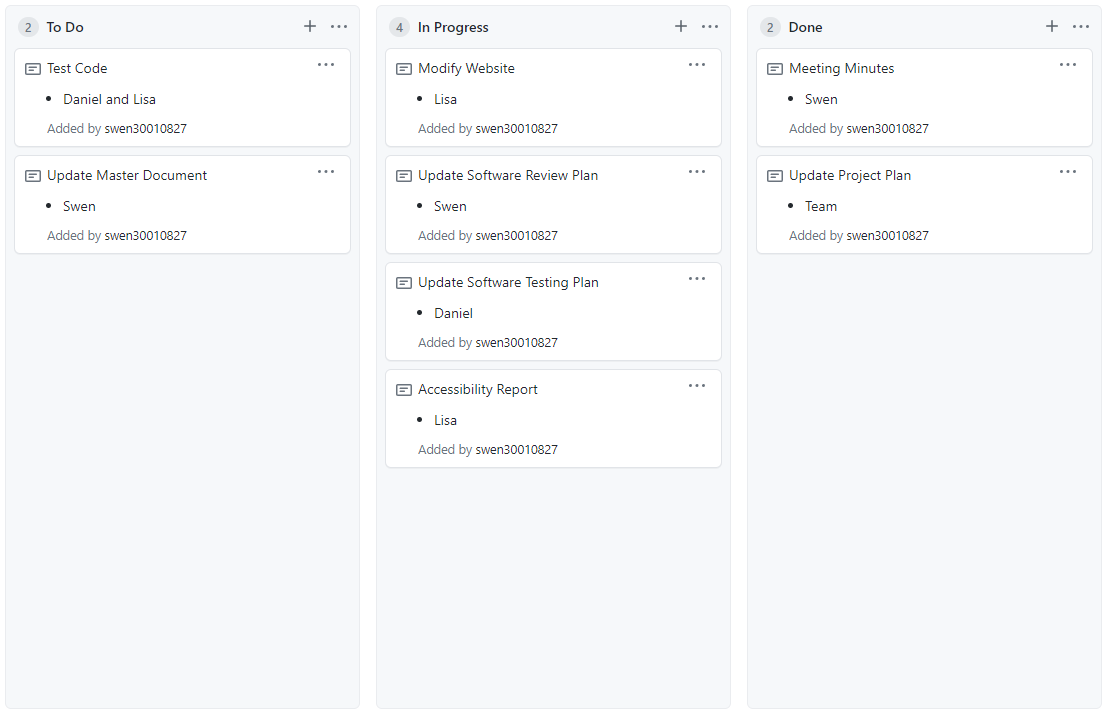 2 To Do
Test Code
Daniel and Lisa
Added by swen30010827
Update Master Document
Swen
Added by swen30010827
4 In Progress
Modify Website
Lisa
Added by swen30010827
Update Software Review Plan
Swen
Added by swen30010827
Update Software Testing Plan
Daniel
Added by swen30010827
Accessibility Report
Lisa
Added by swen30010827
2 Done
Meeting Minutes
Swen
Added by swen30010827
Update Project Plan
Team
Added by swen30010827